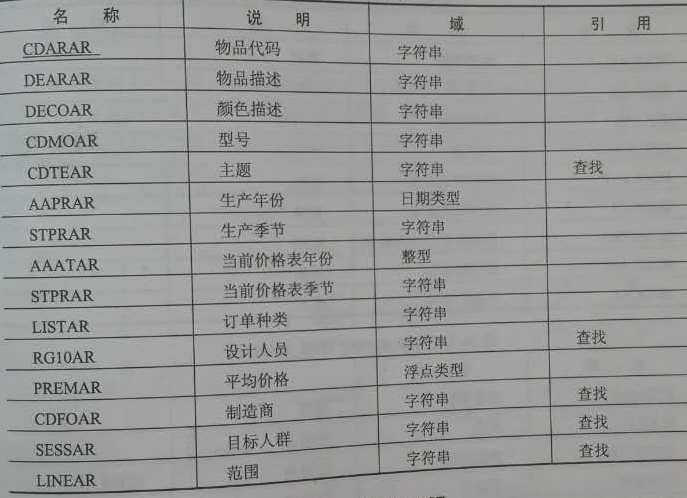 名 称 说 明 域 引 用
CDARAR 物品代码 字符串
DEARAR 物品描述 字符串
DECOAR 颜色描述 字符串
CDMOAR 型号 字符串
CDTEAR 主题 字符串 查找
AAPRAR 生产年份 日期类型
STPRAR 生产季节 字符串
AAATAR 当前价格表年份 整型
STPRAR 当前价格表季节 字符串
LISTAR 订单种类 字符串
RG10AR 设计人员 字符串 查找
PREMAR 平均价格 浮点类型
CDFOAR 制造商 字符串 查找
SESSAR 目标人群 字符串 查找
LINEAR 范围 字符串 查找